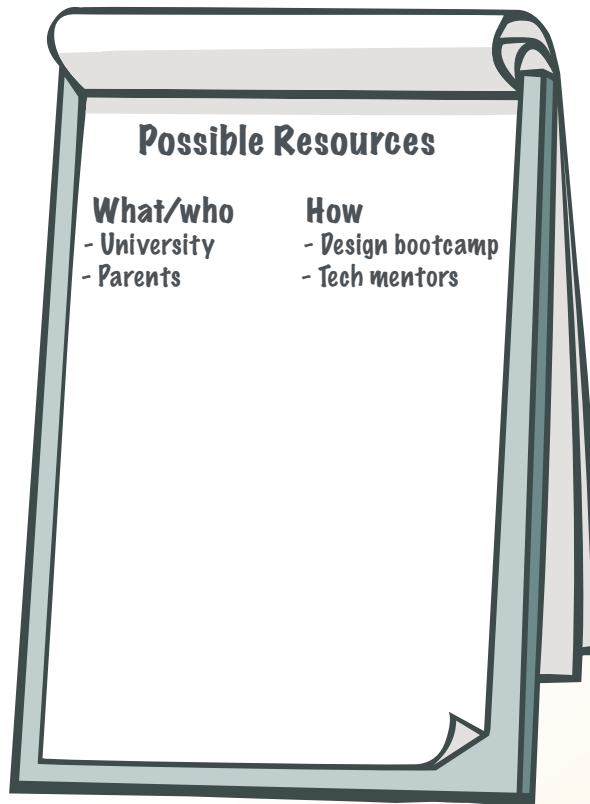 Possible Resources
What/who
- University
- Parents
How
- Design bootcamp
- Tech mentors